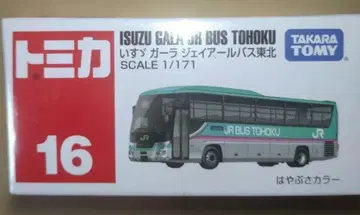 トミカ
ISUZU GALA JR BUS TOHOKU
いすゞ ガーラ ジェイアールバス東北
SCALE 1/171
TAKARA
TOMY
16
JR BUS TOHOKU
JR
JR
はやぶさカラー